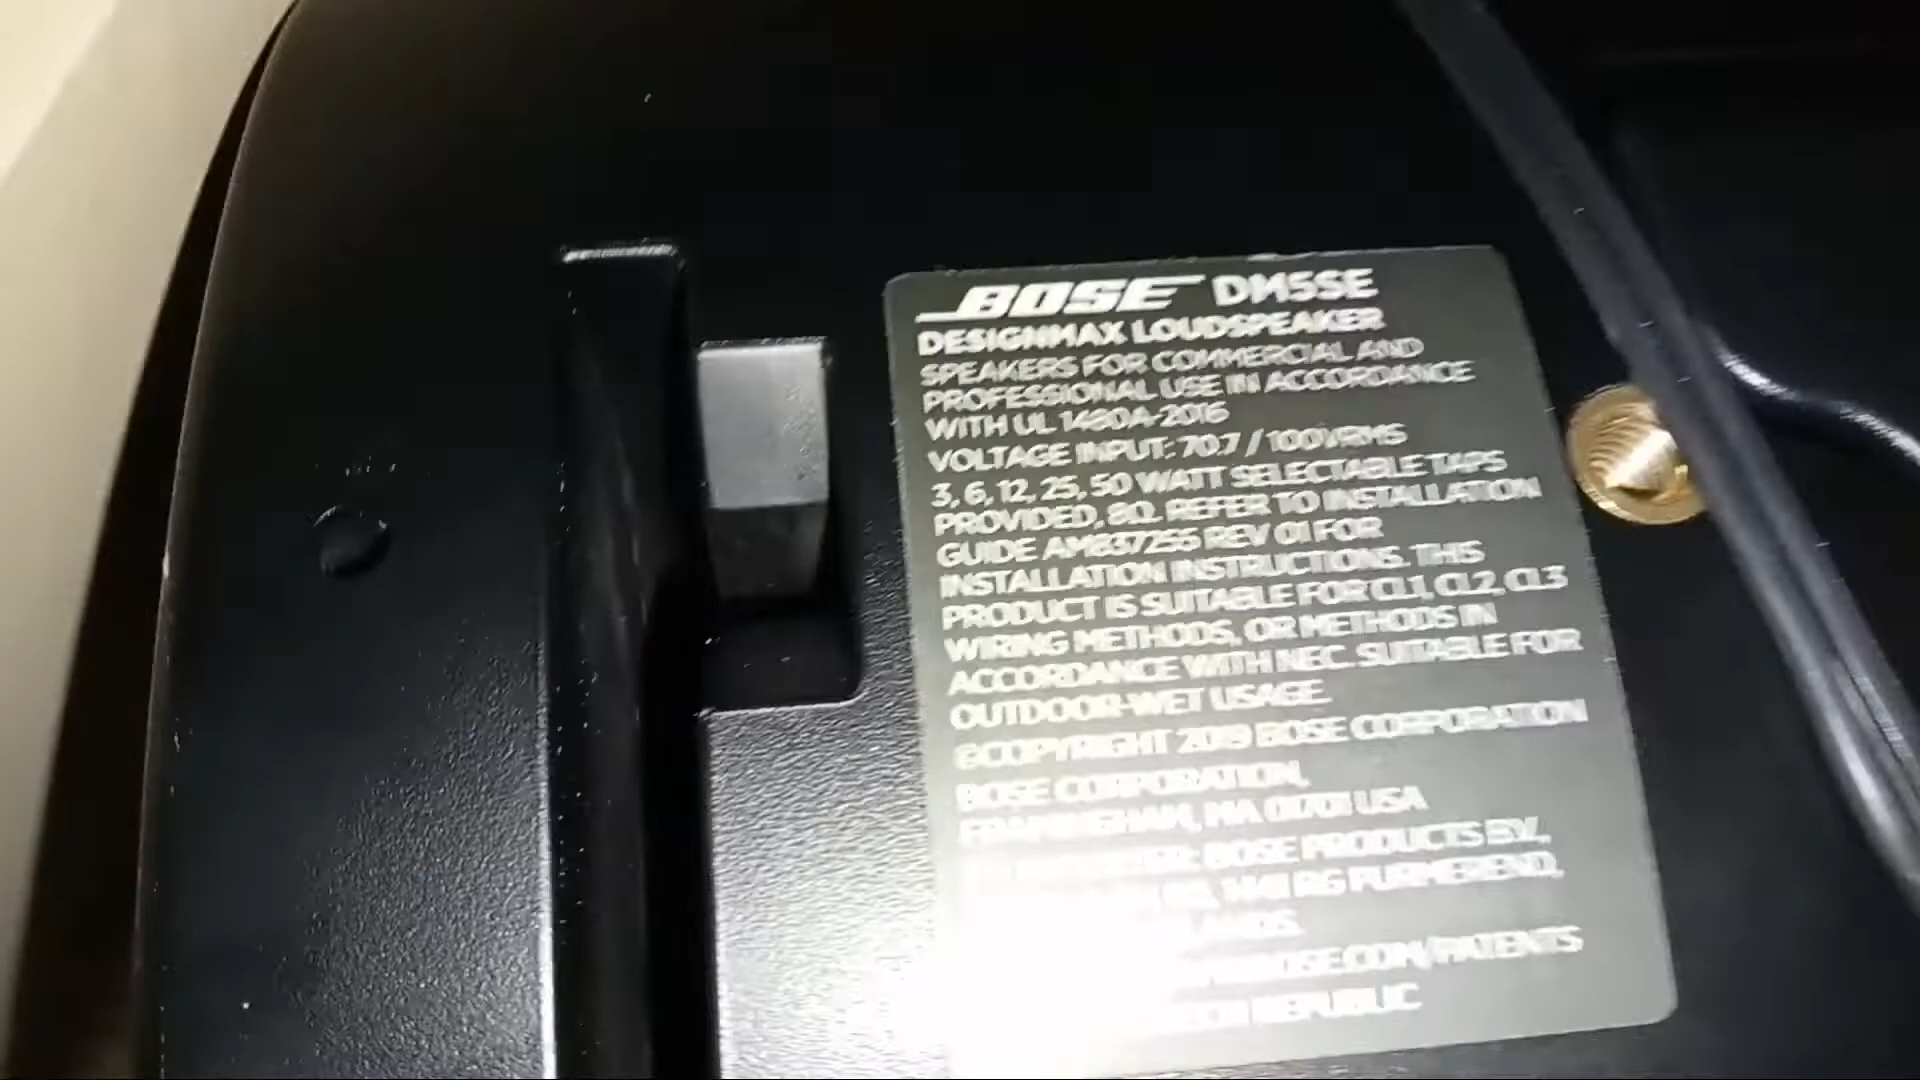 BOSE DM5SE
DESIGNMAX LOUDSPEAKER
SPEAKERS FOR COMMERCIAL AND
PROFESSIONAL USE IN ACCORDANCE
WITH UL 1480A-2016
VOLTAGE INPUT: 70.7 / 100VRMS
3, 6, 12, 25, 50 WATT SELECTABLE TAPS
PROVIDED, 8Ω. REFER TO INSTALLATION
GUIDE AM837255 REV 01 FOR
INSTALLATION INSTRUCTIONS. THIS
PRODUCT IS SUITABLE FOR CL1, CL2, CL3
WIRING METHODS, OR METHODS IN
ACCORDANCE WITH NEC. SUITABLE FOR
OUTDOOR-WET USAGE.
©COPYRIGHT 2019 BOSE CORPORATION
BOSE CORPORATION,
FRAMINGHAM, MA 01701 USA
BOSE PRODUCTS B.V.,
1441 RG PURMEREND,
BOSE.COM/PATENTS
REPUBLIC